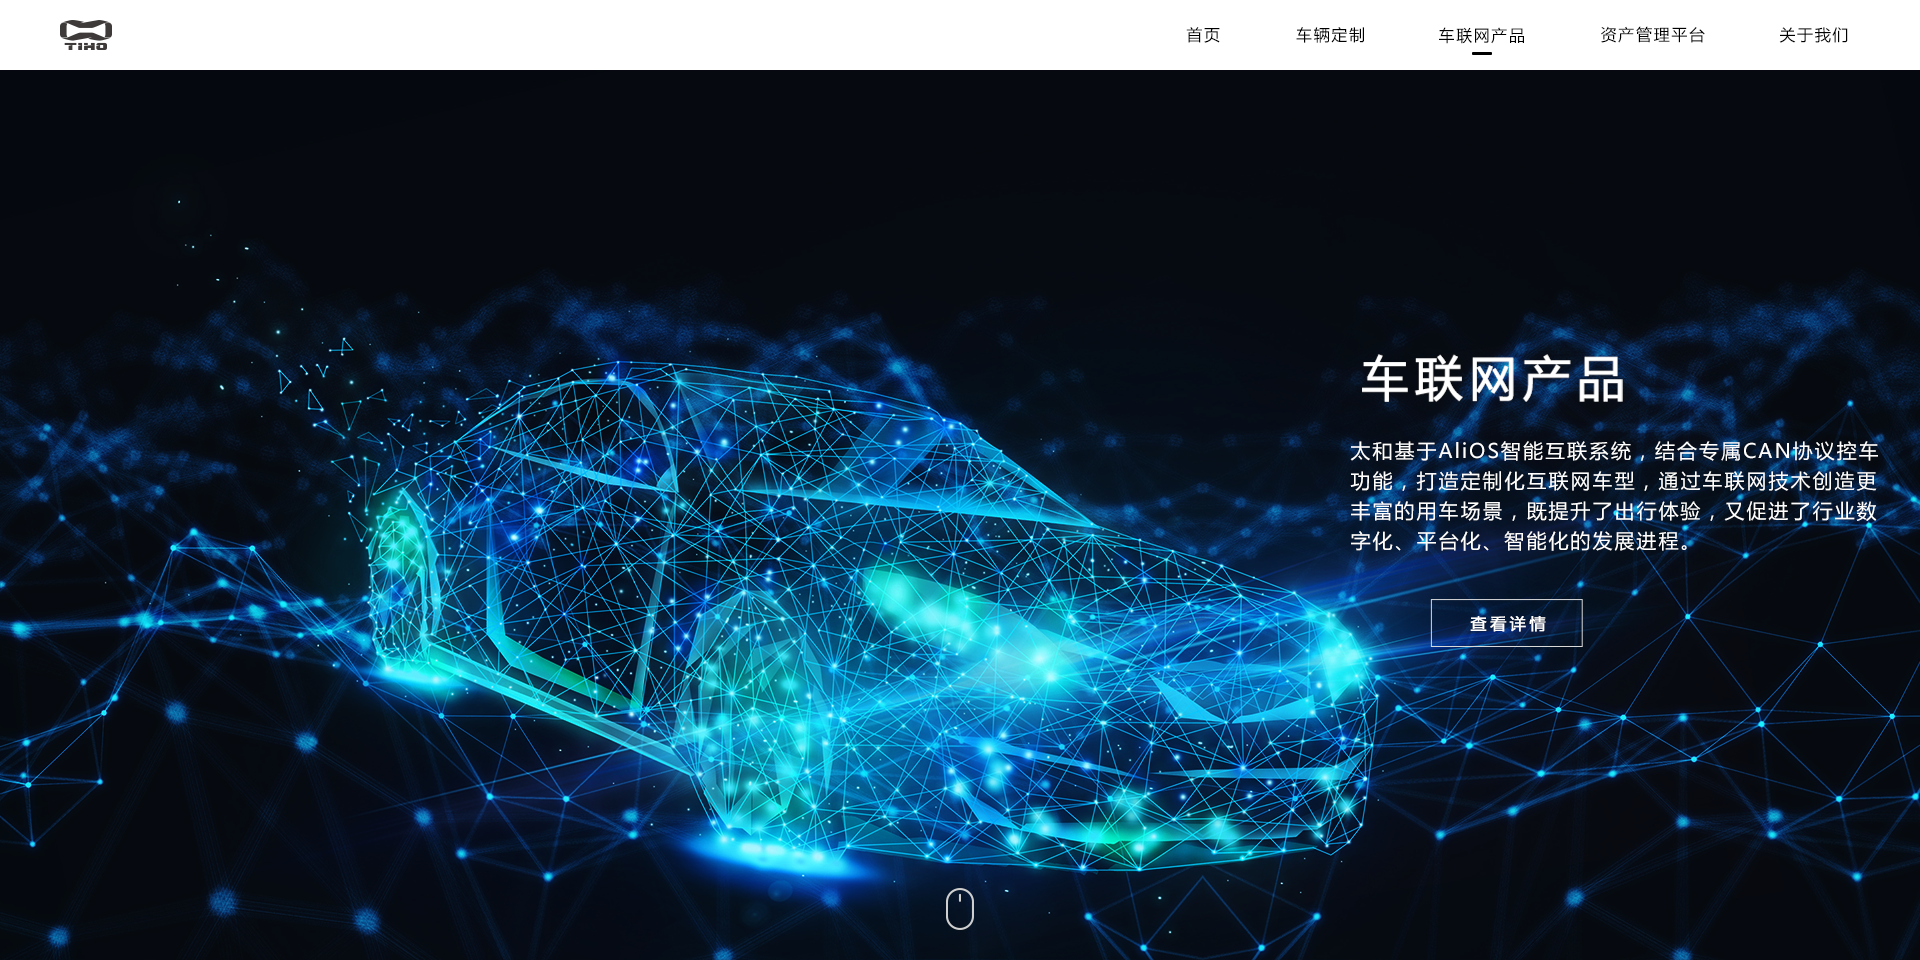 TiHO
首页
车辆定制
车联网产品
资产管理平台
关于我们
车联网产品
太和基于AliOS智能互联系统，结合专属CAN协议控车
功能，打造定制化互联网车型，通过车联网技术创造更
丰富的用车场景，既提升了出行体验，又促进了行业数
字化、平台化、智能化的发展进程。
查看详情